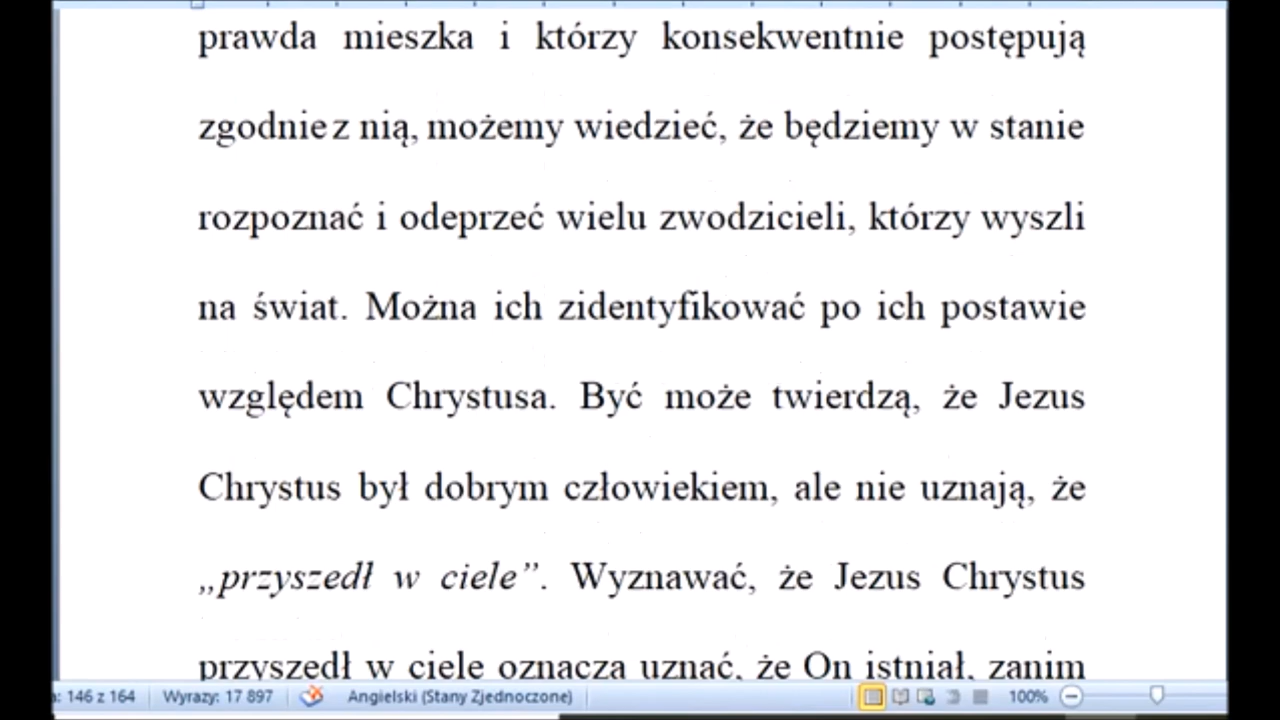 prawda mieszka i którzy konsekwentnie postępują
zgodnie z nią, możemy wiedzieć, że będziemy w stanie
rozpoznać i odeprzeć wielu zwodzicieli, którzy wyszli
na świat. Można ich zidentyfikować po ich postawie
względem Chrystusa. Być może twierdzą, że Jezus
Chrystus był dobrym człowiekiem, ale nie uznają, że
„przyszedł w ciele”. Wyznawać, że Jezus Chrystus
przyszedł w ciele oznacza uznać, że On istniał, zanim
a: 146 z 164 Wyrazy: 17 897 Angielski (Stany Zjednoczone) 100%